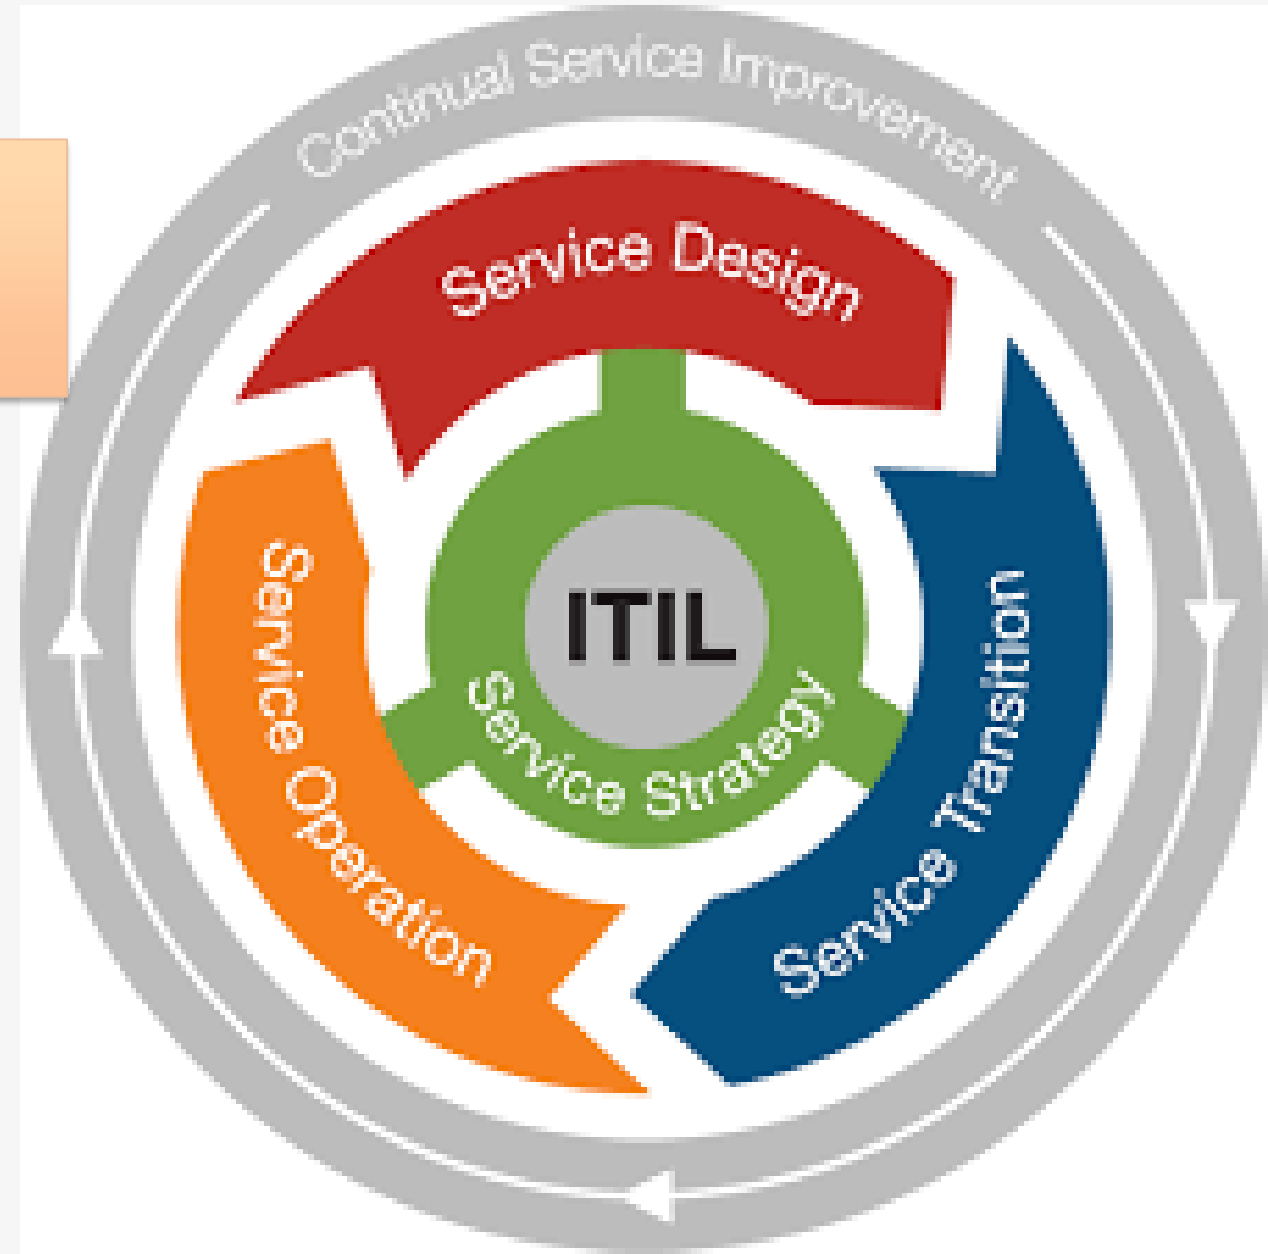 Continual Service Improvement
Service Design
Service Transition
Service Operation
Service Strategy
ITIL